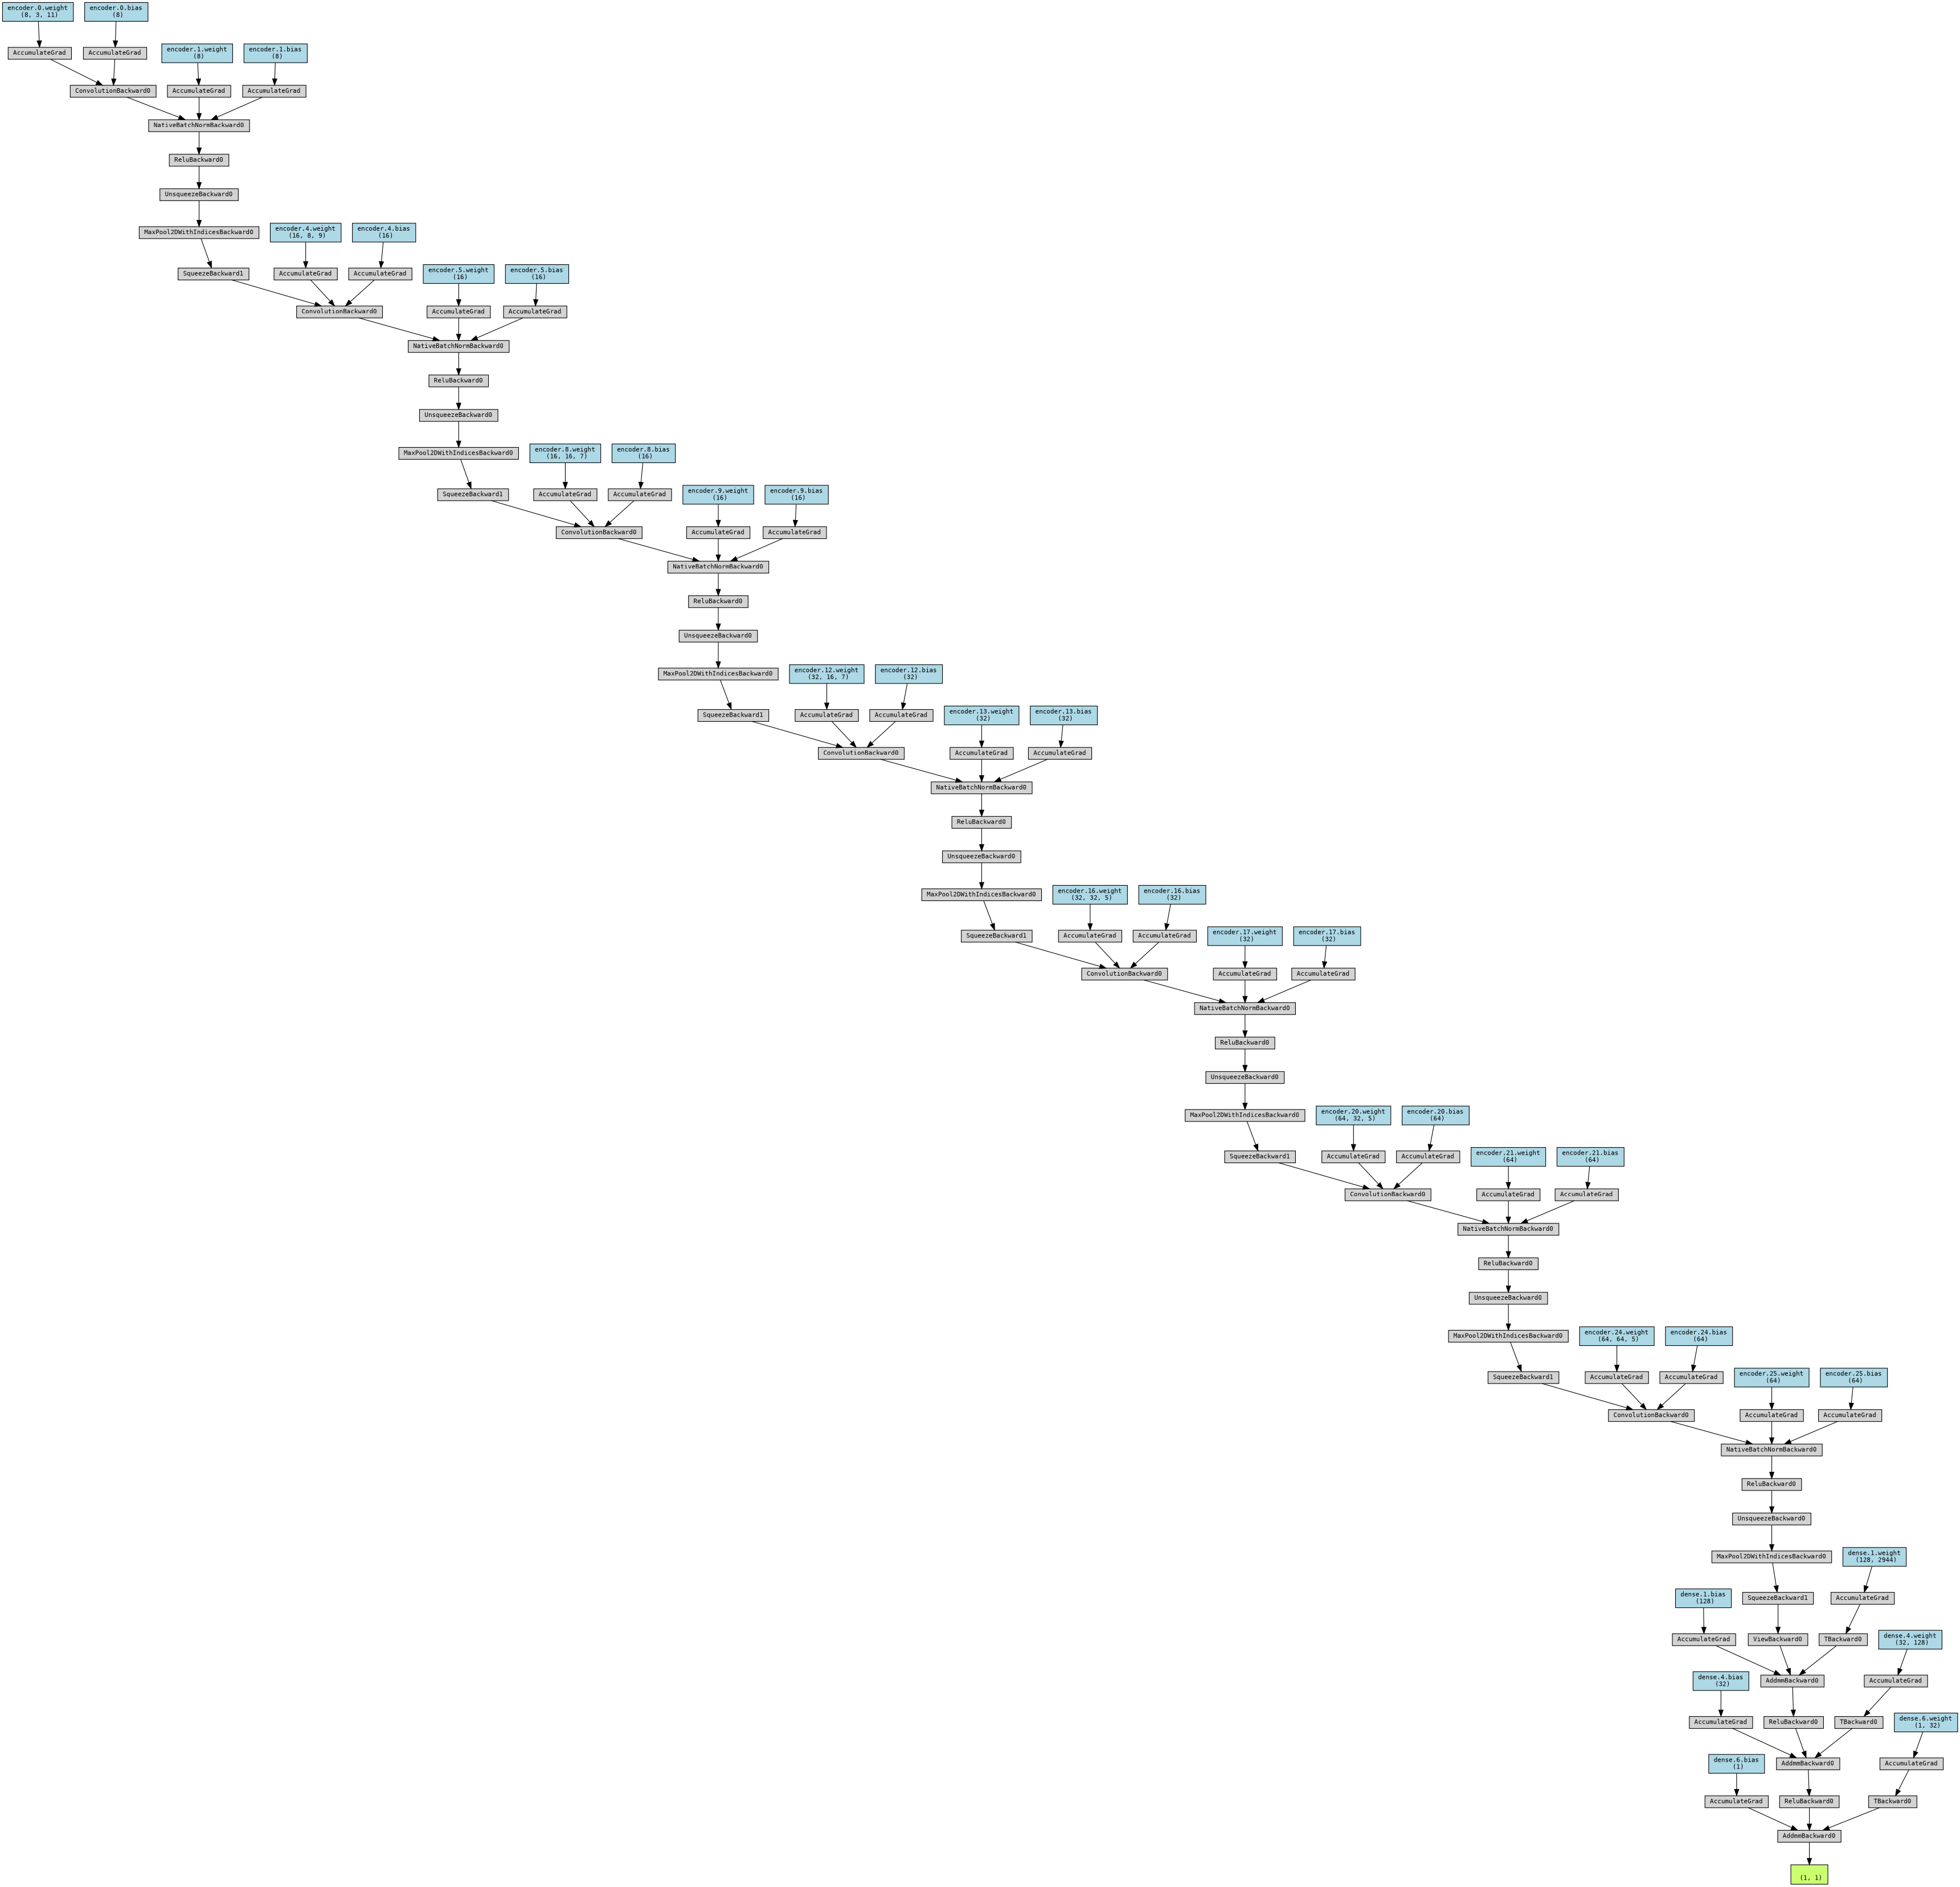 encoder.0.weight
(8, 3, 11)
encoder.0.bias
(8)
AccumulateGrad
AccumulateGrad
encoder.1.weight
(8)
encoder.1.bias
(8)
ConvolutionBackward0
AccumulateGrad
AccumulateGrad
NativeBatchNormBackward0
ReluBackward0
UnsqueezeBackward0
MaxPool2DWithIndicesBackward0
encoder.4.weight
(16, 8, 9)
encoder.4.bias
(16)
SqueezeBackward1
AccumulateGrad
AccumulateGrad
encoder.5.weight
(16)
encoder.5.bias
(16)
ConvolutionBackward0
AccumulateGrad
AccumulateGrad
NativeBatchNormBackward0
ReluBackward0
UnsqueezeBackward0
MaxPool2DWithIndicesBackward0
encoder.8.weight
(16, 16, 7)
encoder.8.bias
(16)
SqueezeBackward1
AccumulateGrad
AccumulateGrad
encoder.9.weight
(16)
encoder.9.bias
(16)
ConvolutionBackward0
AccumulateGrad
AccumulateGrad
NativeBatchNormBackward0
ReluBackward0
UnsqueezeBackward0
MaxPool2DWithIndicesBackward0
encoder.12.weight
(32, 16, 7)
encoder.12.bias
(32)
SqueezeBackward1
AccumulateGrad
AccumulateGrad
encoder.13.weight
(32)
encoder.13.bias
(32)
ConvolutionBackward0
AccumulateGrad
AccumulateGrad
NativeBatchNormBackward0
ReluBackward0
UnsqueezeBackward0
MaxPool2DWithIndicesBackward0
encoder.16.weight
(32, 32, 5)
encoder.16.bias
(32)
SqueezeBackward1
AccumulateGrad
AccumulateGrad
encoder.17.weight
(32)
encoder.17.bias
(32)
ConvolutionBackward0
AccumulateGrad
AccumulateGrad
NativeBatchNormBackward0
ReluBackward0
UnsqueezeBackward0
MaxPool2DWithIndicesBackward0
encoder.20.weight
(64, 32, 5)
encoder.20.bias
(64)
SqueezeBackward1
AccumulateGrad
AccumulateGrad
encoder.21.weight
(64)
encoder.21.bias
(64)
ConvolutionBackward0
AccumulateGrad
AccumulateGrad
NativeBatchNormBackward0
ReluBackward0
UnsqueezeBackward0
MaxPool2DWithIndicesBackward0
encoder.24.weight
(64, 64, 5)
encoder.24.bias
(64)
SqueezeBackward1
AccumulateGrad
AccumulateGrad
encoder.25.weight
(64)
encoder.25.bias
(64)
ConvolutionBackward0
AccumulateGrad
AccumulateGrad
NativeBatchNormBackward0
ReluBackward0
UnsqueezeBackward0
MaxPool2DWithIndicesBackward0
dense.1.weight
(128, 2944)
dense.1.bias
(128)
SqueezeBackward1
AccumulateGrad
AccumulateGrad
ViewBackward0
TBackward0
dense.4.weight
(32, 128)
dense.4.bias
(32)
AddmmBackward0
AccumulateGrad
AccumulateGrad
ReluBackward0
TBackward0
dense.6.weight
(1, 32)
dense.6.bias
(1)
AddmmBackward0
AccumulateGrad
AccumulateGrad
ReluBackward0
TBackward0
AddmmBackward0
(1, 1)